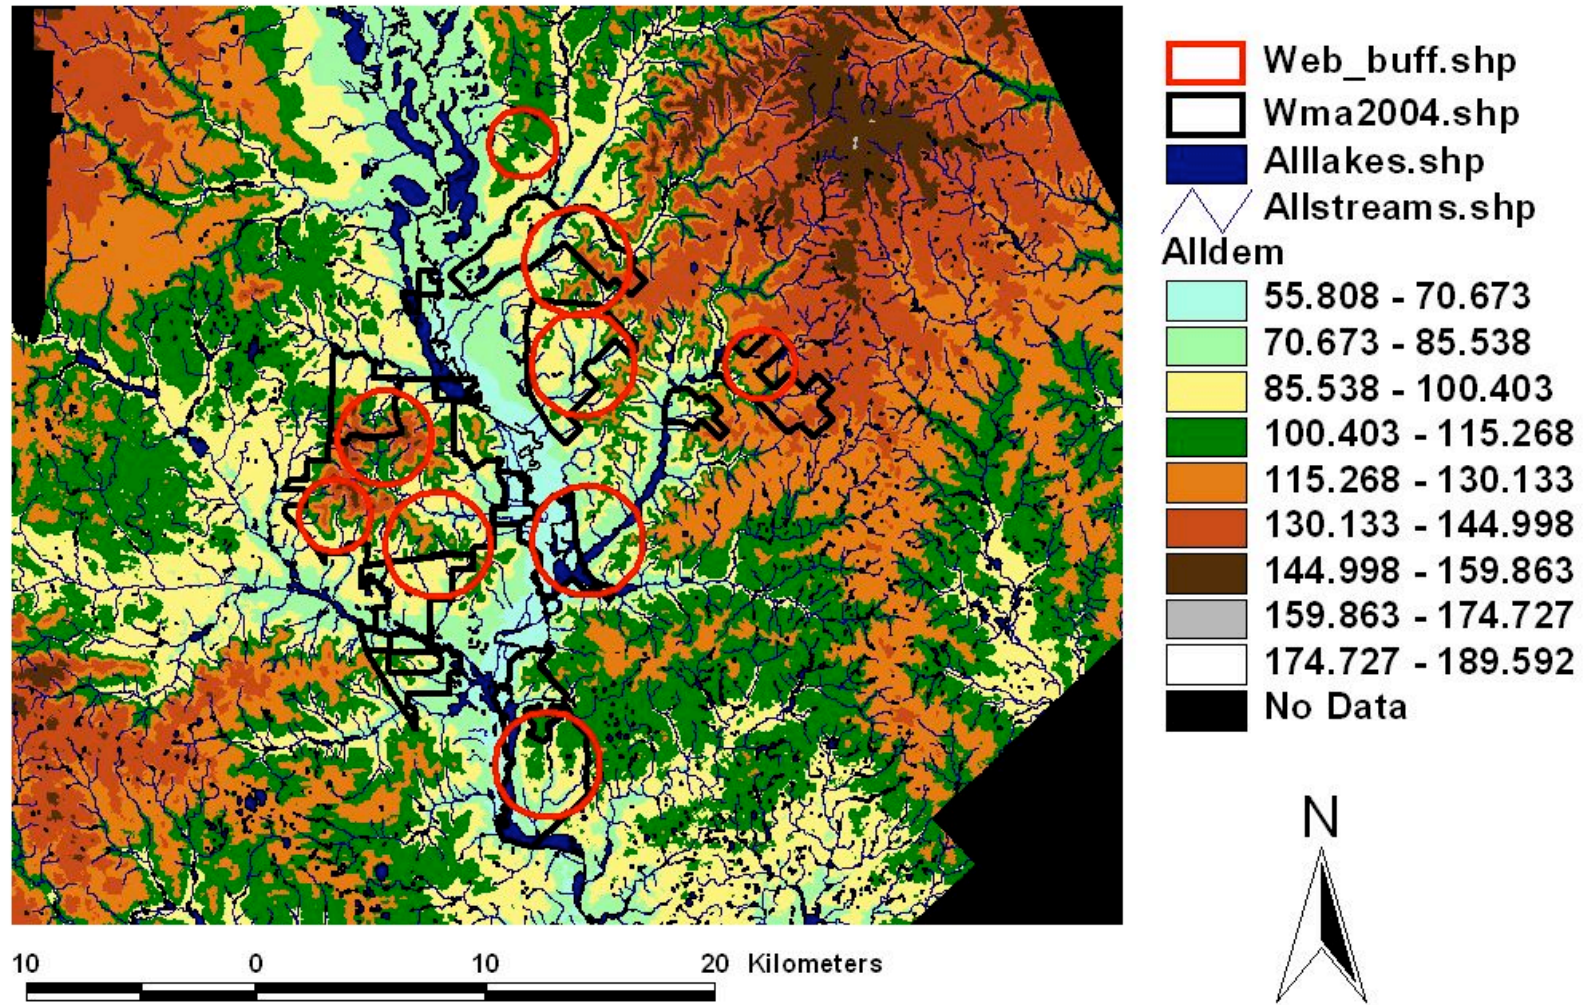 Web_buff.shp
Wma2004.shp
Alllakes.shp
Allstreams.shp
Alldem
55.808 - 70.673
70.673 - 85.538
85.538 - 100.403
100.403 - 115.268
115.268 - 130.133
130.133 - 144.998
144.998 - 159.863
159.863 - 174.727
174.727 - 189.592
No Data
N
10 0 10 20 Kilometers